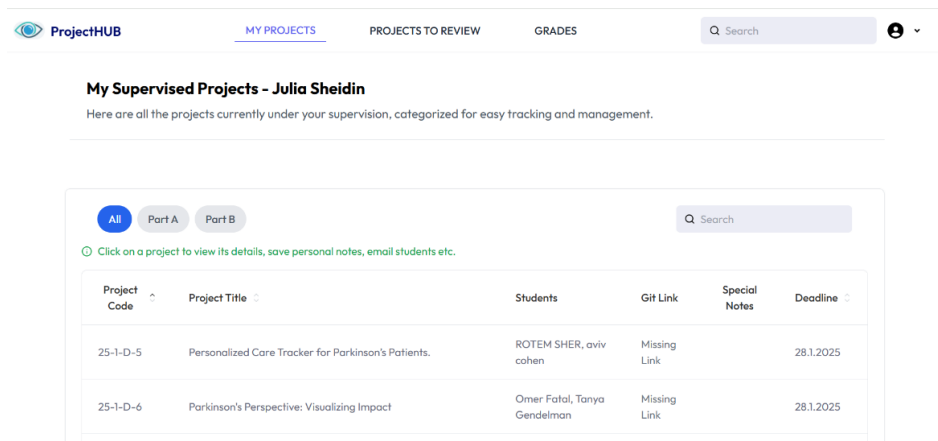 ProjectHUB MY PROJECTS PROJECTS TO REVIEW GRADES Search
My Supervised Projects - Julia Sheidin
Here are all the projects currently under your supervision, categorized for easy tracking and management.
All Part A Part B Search
Click on a project to view its details, save personal notes, email students etc.
Project Code Project Title Students Git Link Special Notes Deadline
25-1-D-5 Personalized Care Tracker for Parkinson's Patients. ROTEM SHER, aviv cohen Missing Link 28.1.2025
25-1-D-6 Parkinson's Perspective: Visualizing Impact Omer Fatal, Tanya Gendelman Missing Link 28.1.2025